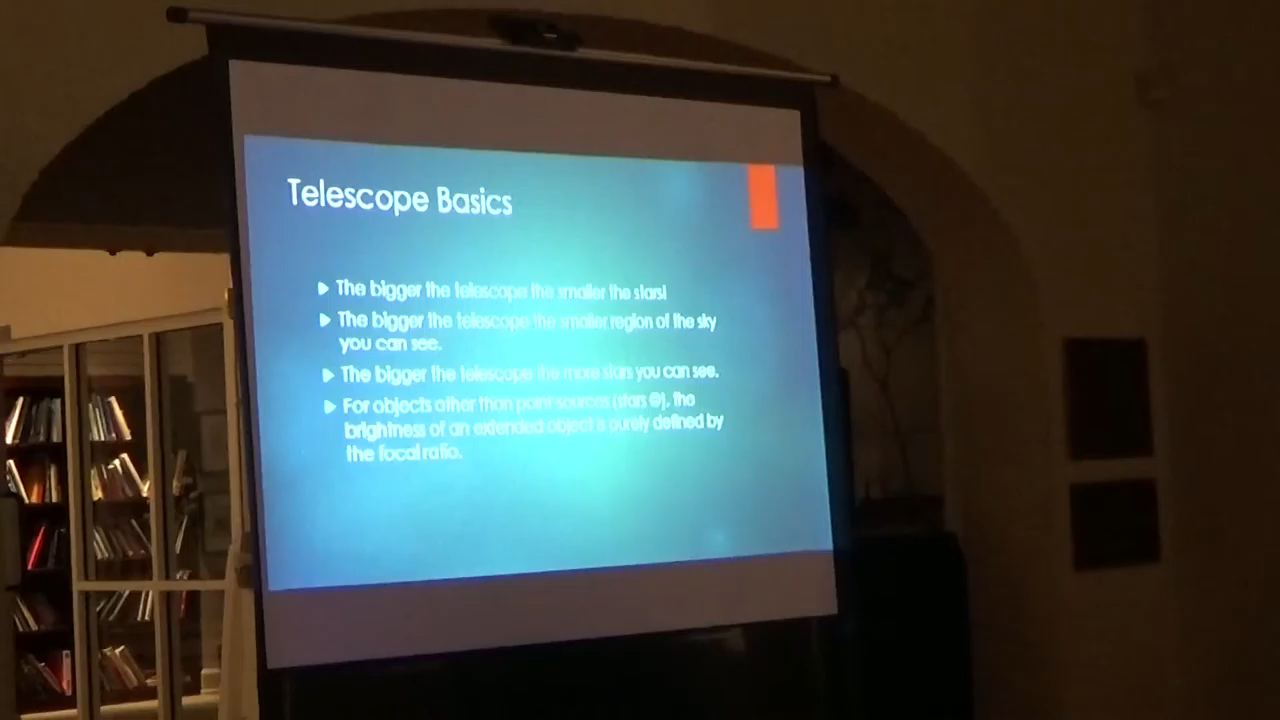 Telescope Basics
The bigger the telescope the smaller the stars!
The bigger the telescope the smaller region of the sky
you can see.
The bigger the telescope the more stars you can see.
For objects other than point sources (stars ☺), the
brightness of an extended object is purely defined by
the focal ratio.